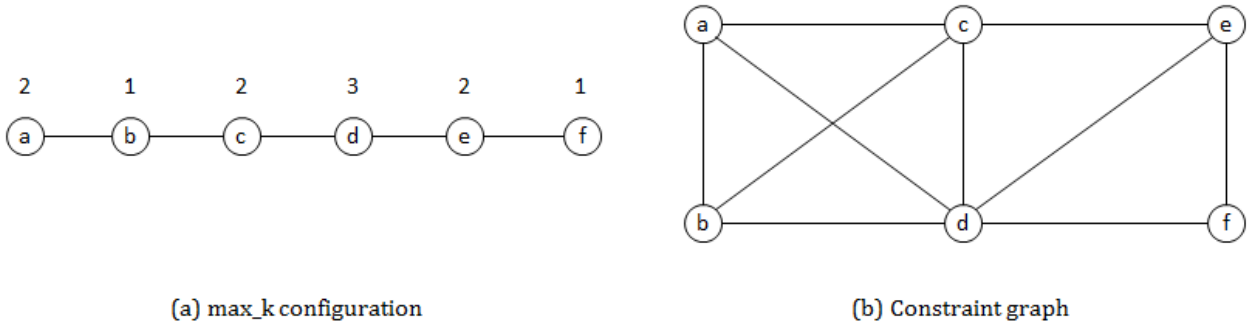 2 1 2 3 2 1
a b c d e f
(a) max_k configuration
a c e
b d f
(b) Constraint graph